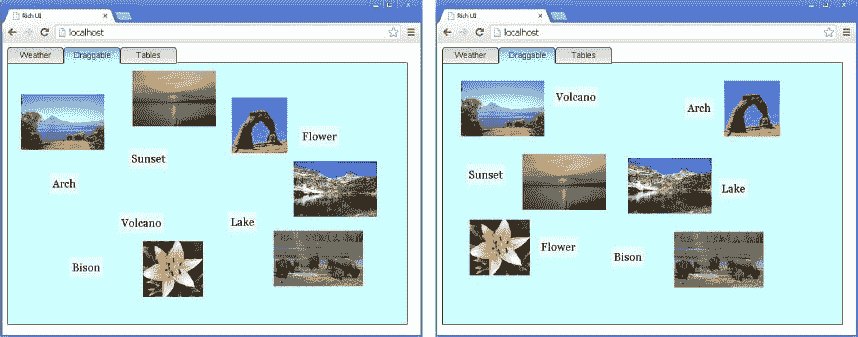 Rich UI
localhost
Weather Draggable Tables
Flower
Sunset
Arch
Volcano Lake
Bison
Rich UI
localhost
Weather Draggable Tables
Volcano
Arch
Sunset
Lake
Flower
Bison